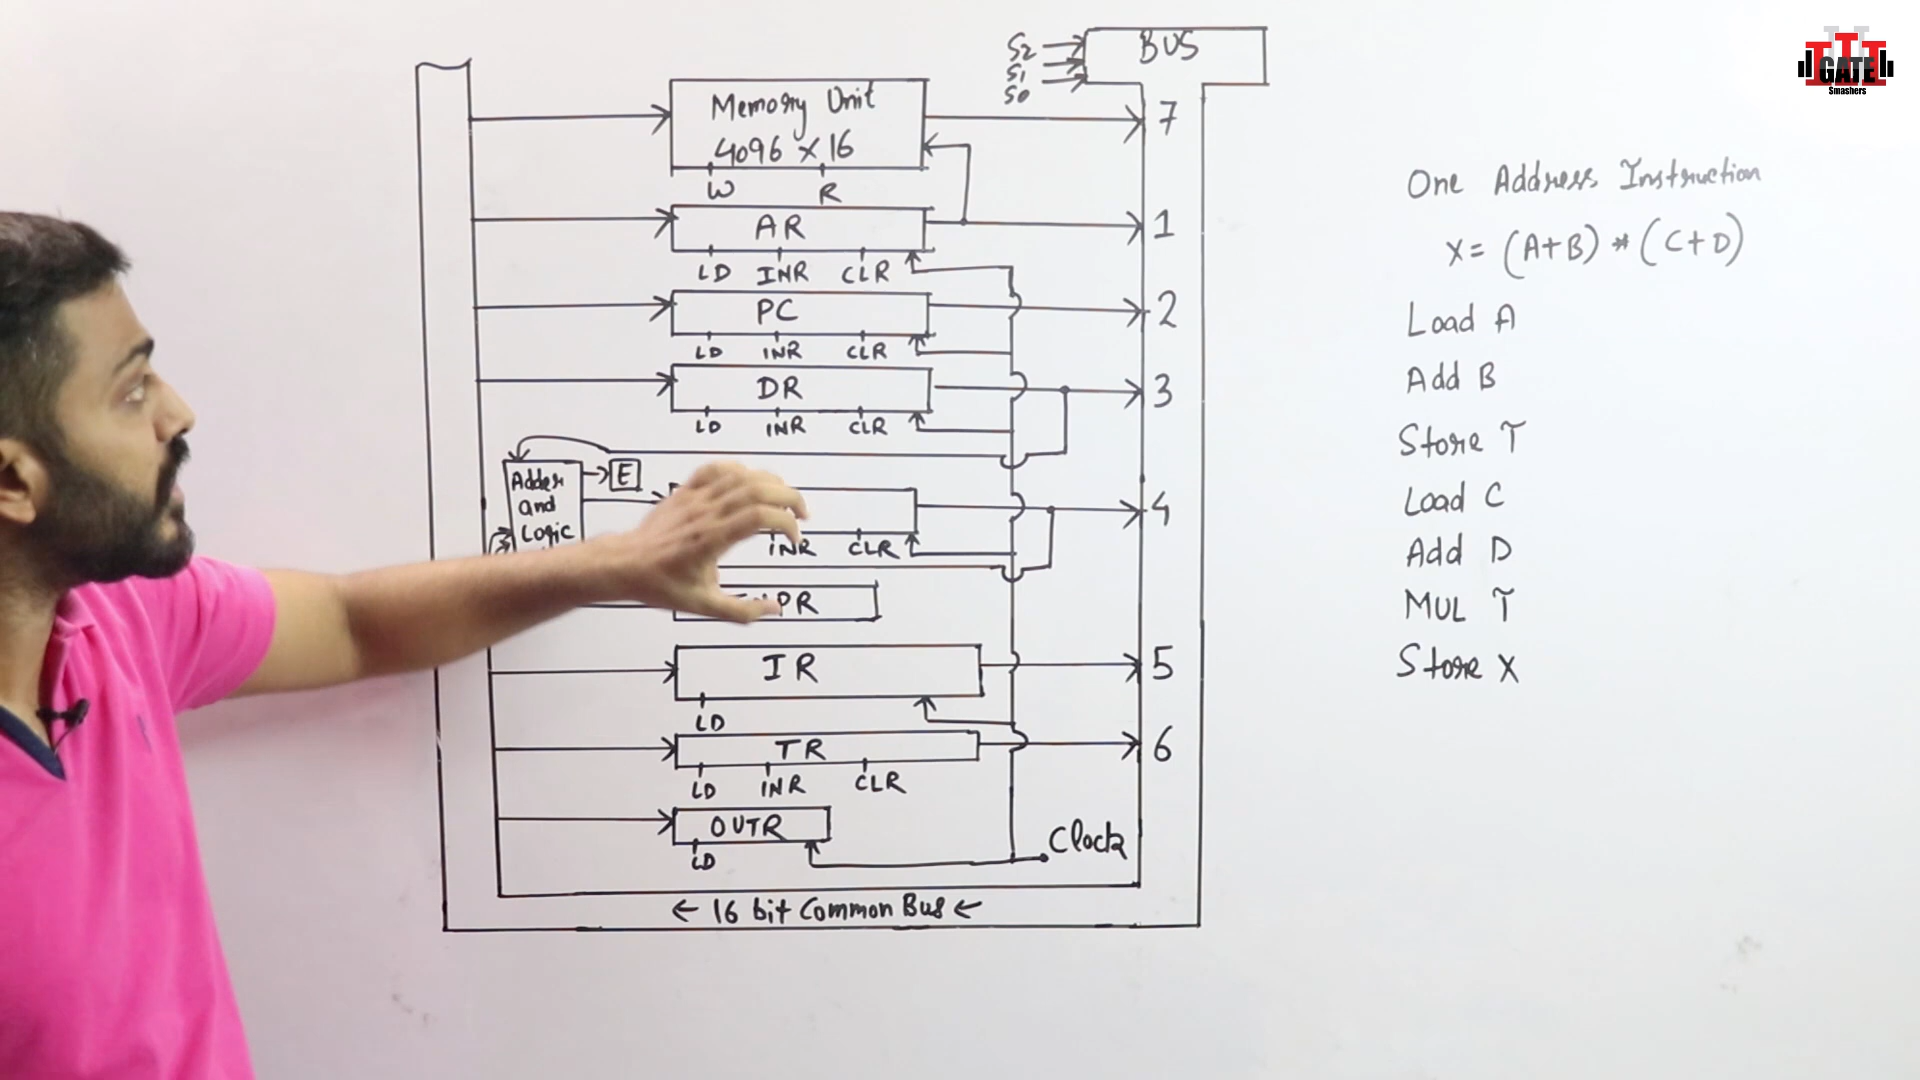 GATE
Smashers
S2
S1
S0
BUS
Memory Unit
4096 × 16
W R
7
AR
1
LD INR CLR
PC
2
LD INR CLR
DR
3
LD INR CLR
Adder
and
Logic
E
4
INR CLR
IR
5
LD
TR
6
LD INR CLR
OUTR
LD
Clock
← 16 bit Common Bus ←
One Address Instruction
X = (A+B) * (C+D)
Load A
Add B
Store T
Load C
Add D
MUL T
Store X